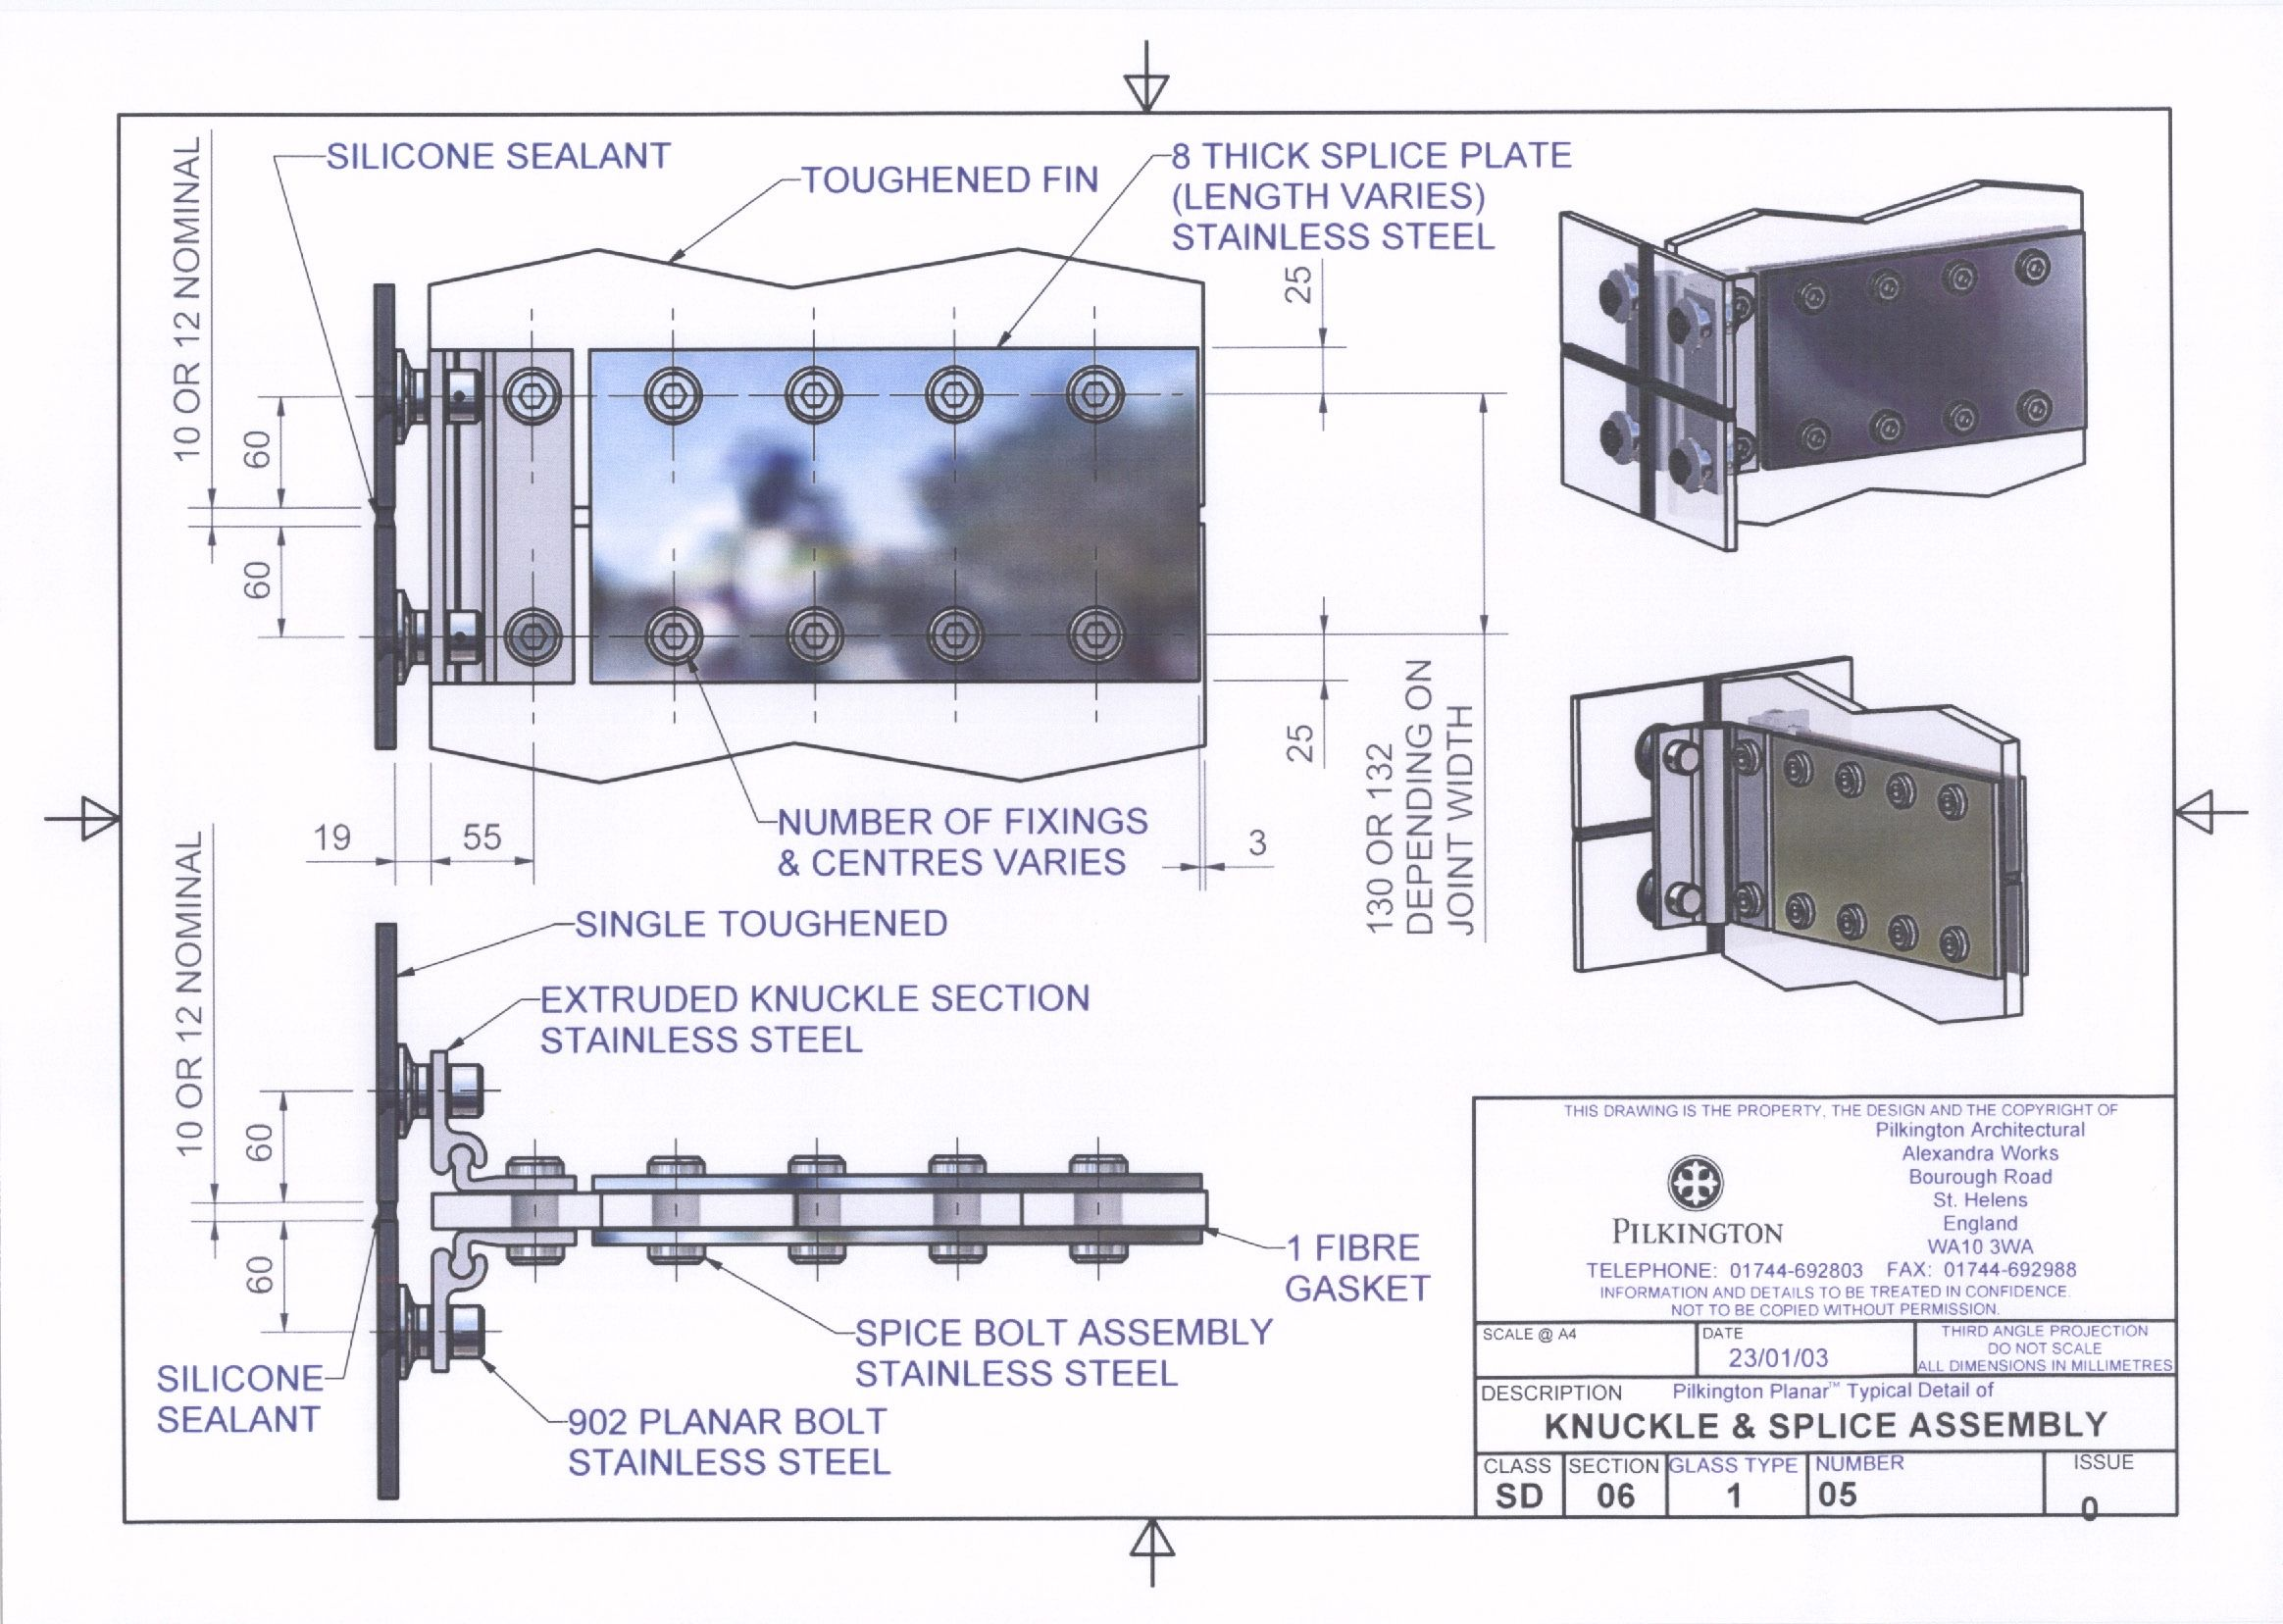 SILICONE SEALANT
TOUGHENED FIN
8 THICK SPLICE PLATE
(LENGTH VARIES)
STAINLESS STEEL
10 OR 12 NOMINAL
60
60
25
25
130 OR 132
DEPENDING ON
JOINT WIDTH
19
55
3
NUMBER OF FIXINGS
& CENTRES VARIES
SINGLE TOUGHENED
EXTRUDED KNUCKLE SECTION
STAINLESS STEEL
10 OR 12 NOMINAL
60
60
1 FIBRE
GASKET
SPICE BOLT ASSEMBLY
STAINLESS STEEL
SILICONE
SEALANT
902 PLANAR BOLT
STAINLESS STEEL
THIS DRAWING IS THE PROPERTY, THE DESIGN AND THE COPYRIGHT OF
Pilkington Architectural
Alexandra Works
Bourough Road
St. Helens
England
WA10 3WA
PILKINGTON
TELEPHONE: 01744-692803 FAX: 01744-692988
INFORMATION AND DETAILS TO BE TREATED IN CONFIDENCE.
NOT TO BE COPIED WITHOUT PERMISSION.
SCALE @ A4
DATE
23/01/03
THIRD ANGLE PROJECTION
DO NOT SCALE
ALL DIMENSIONS IN MILLIMETRES
DESCRIPTION Pilkington Planar™ Typical Detail of
KNUCKLE & SPLICE ASSEMBLY
CLASS SECTION GLASS TYPE NUMBER ISSUE
SD 06 1 05 0